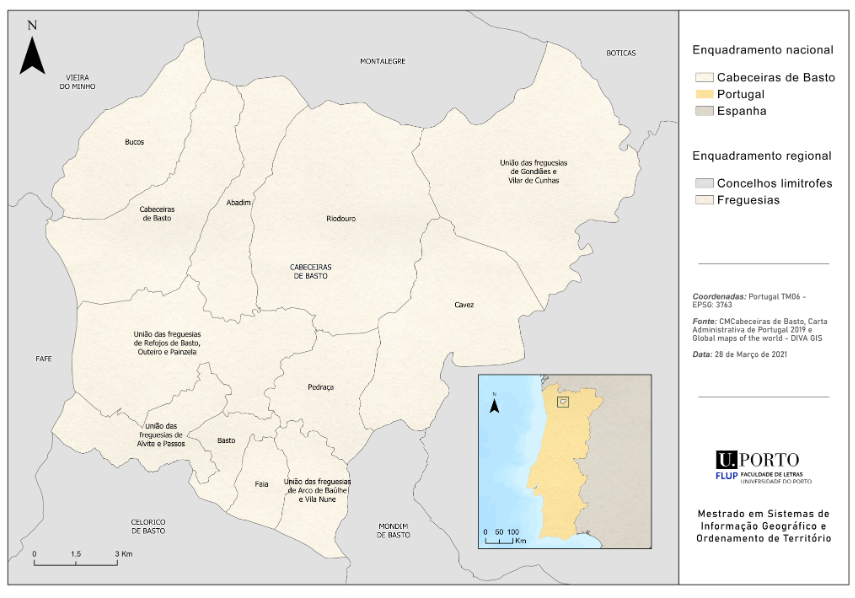 N
VIEIRA
DO MINHO
MONTALEGRE
BOTICAS
Bucos
União das freguesias
de Gondiães e
Vilar de Cunhas
Cabeceiras
de Basto
Abadim
Riodouro
CABECEIRAS
DE BASTO
Cavez
União das freguesias
de Refojos de Basto,
Outeiro e Painzela
FAFE
Pedraça
União das
freguesias de
Alvite e Passos
Basto
Faia
União das freguesias
de Arco de Baúlhe
e Vila Nune
CELORICO
DE BASTO
MONDIM
DE BASTO
0 1,5 3 Km
N
0 50 100
Km
Enquadramento nacional
Cabeceiras de Basto
Portugal
Espanha
Enquadramento regional
Concelhos limitrofes
Freguesias
Coordenadas: Portugal TM06 -
EPSG: 3763
Fonte: CMCabeceiras de Basto, Carta
Administrativa de Portugal 2019 e
Global maps of the world - DIVA GIS
Data: 28 de Março de 2021
U. PORTO
FLUP FACULDADE DE LETRAS
UNIVERSIDADE DO PORTO
Mestrado em Sistemas de
Informação Geográfico e
Ordenamento de Território